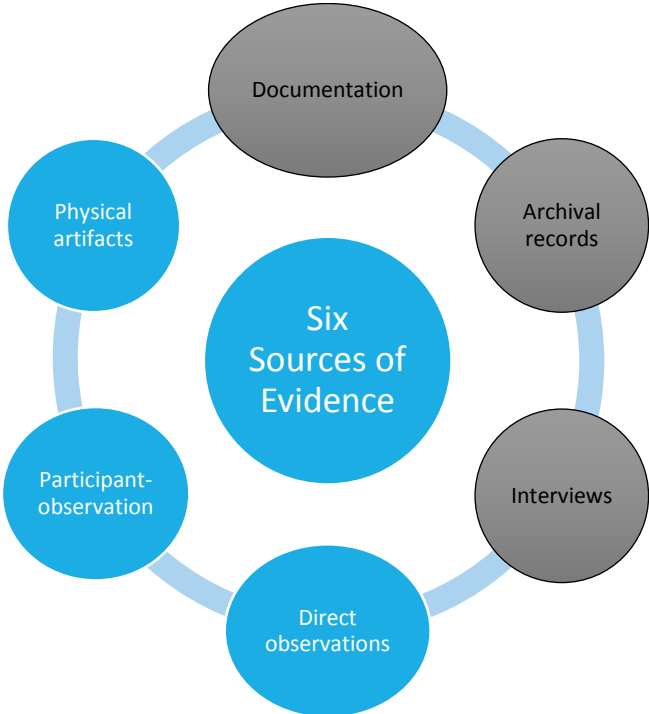 Documentation
Archival
records
Interviews
Direct
observations
Participant-
observation
Physical
artifacts
Six
Sources of
Evidence